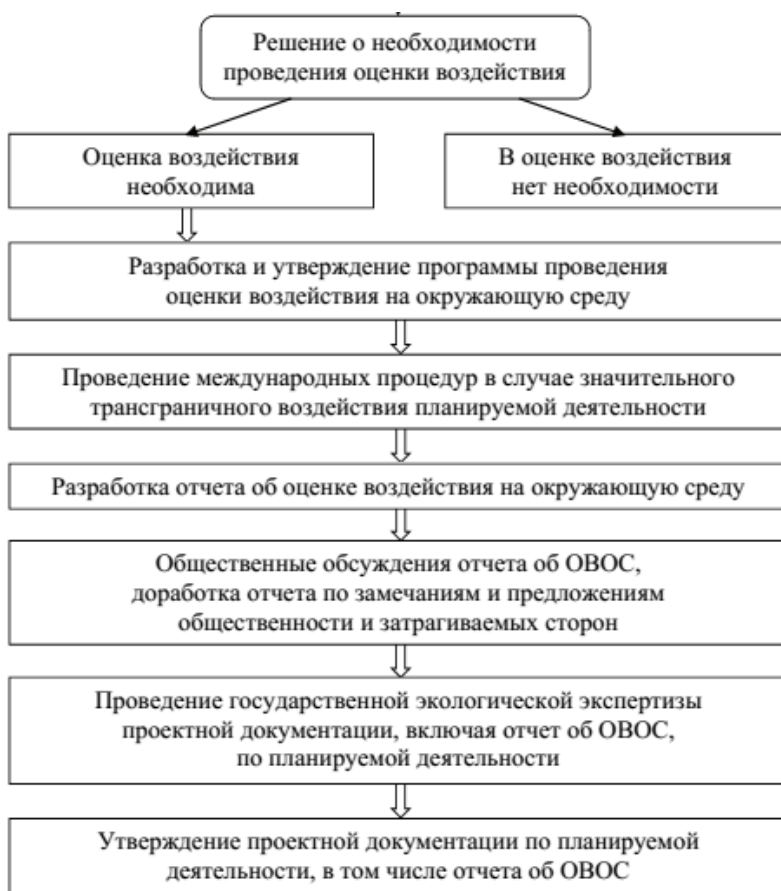 Решение о необходимости
проведения оценки воздействия
Оценка воздействия
необходима
В оценке воздействия
нет необходимости
Разработка и утверждение программы проведения
оценки воздействия на окружающую среду
Проведение международных процедур в случае значительного
трансграничного воздействия планируемой деятельности
Разработка отчета об оценке воздействия на окружающую среду
Общественные обсуждения отчета об ОВОС,
доработка отчета по замечаниям и предложениям
общественности и затрагиваемых сторон
Проведение государственной экологической экспертизы
проектной документации, включая отчет об ОВОС,
по планируемой деятельности
Утверждение проектной документации по планируемой
деятельности, в том числе отчета об ОВОС